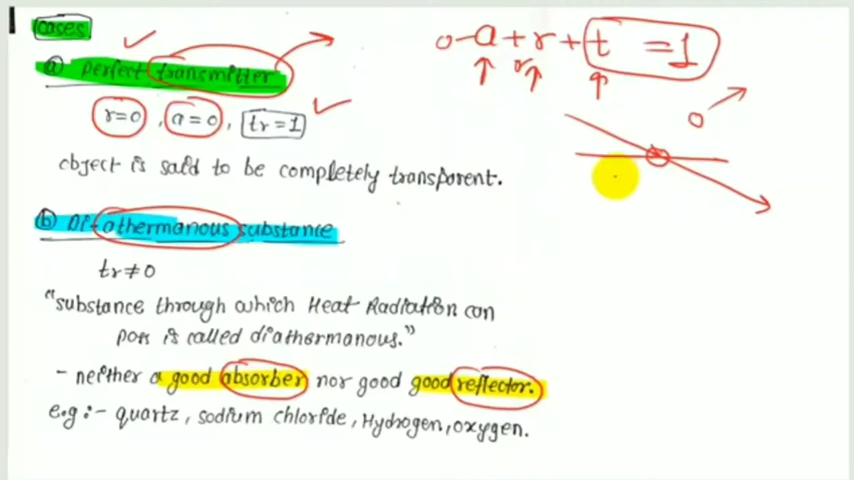 cases
a + r + t = 1
(a) perfect transmitter
r=0, a=0, tr=1
object is said to be completely transparent.
(b) Di-athermanous substance
tr≠0
"substance through which Heat Radiation can
pass is called diathermanous."
- neither a good absorber nor good good reflector.
e.g:- quartz, sodium chloride, Hydrogen, oxygen.